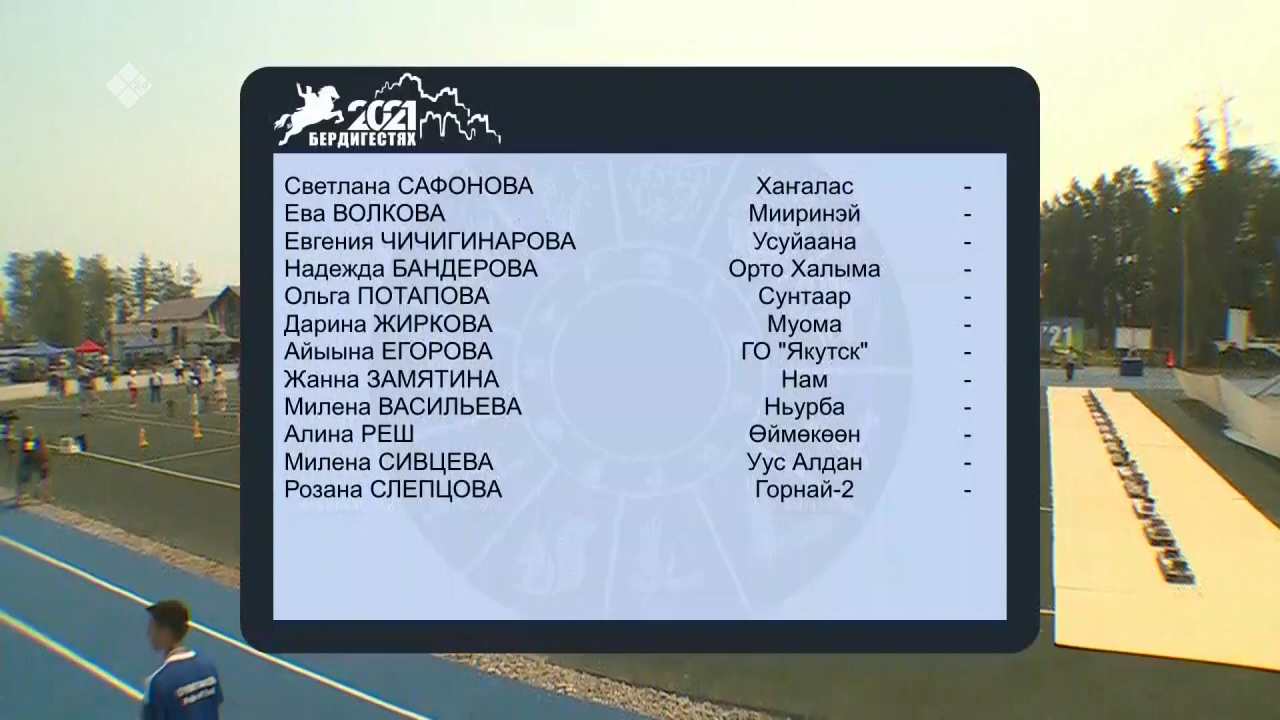 2021
БЕРДИГЕСТЯХ
Светлана САФОНОВА Хаҥалас -
Ева ВОЛКОВА Мииринэй -
Евгения ЧИЧИГИНАРОВА Усуйаана -
Надежда БАНДЕРОВА Орто Халыма -
Ольга ПОТАПОВА Сунтаар -
Дарина ЖИРКОВА Муома -
Айыына ЕГОРОВА ГО "Якутск" -
Жанна ЗАМЯТИНА Нам -
Милена ВАСИЛЬЕВА Ньурба -
Алина РЕШ Өймөкөөн -
Милена СИВЦЕВА Уус Алдан -
Розана СЛЕПЦОВА Горнай-2 -